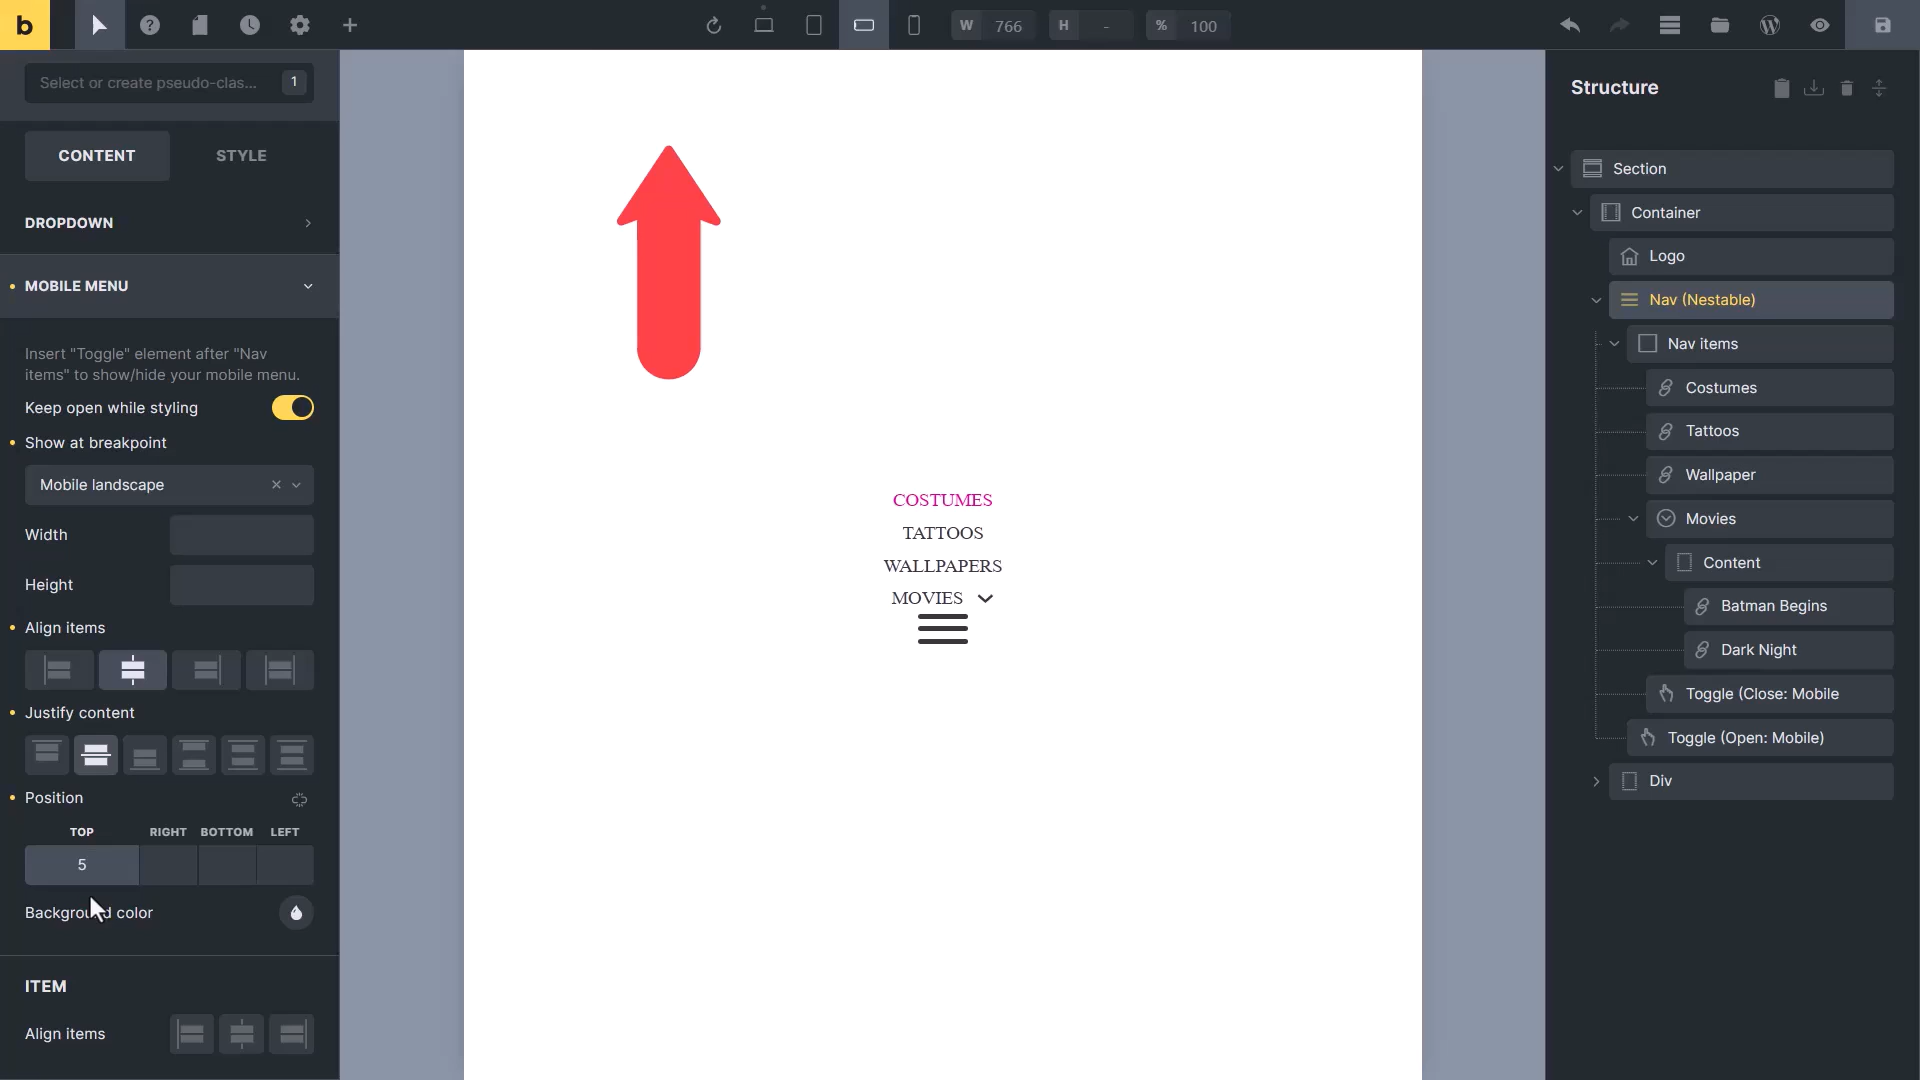 b
W 766 H - % 100
Select or create pseudo-clas... 1
CONTENT STYLE
DROPDOWN
MOBILE MENU
Insert "Toggle" element after "Nav
items" to show/hide your mobile menu.
Keep open while styling
Show at breakpoint
Mobile landscape
Width
Height
Align items
Justify content
Position
TOP RIGHT BOTTOM LEFT
5
Background color
ITEM
Align items
COSTUMES
TATTOOS
WALLPAPERS
MOVIES
Structure
Section
Container
Logo
Nav (Nestable)
Nav items
Costumes
Tattoos
Wallpaper
Movies
Content
Batman Begins
Dark Night
Toggle (Close: Mobile
Toggle (Open: Mobile)
Div